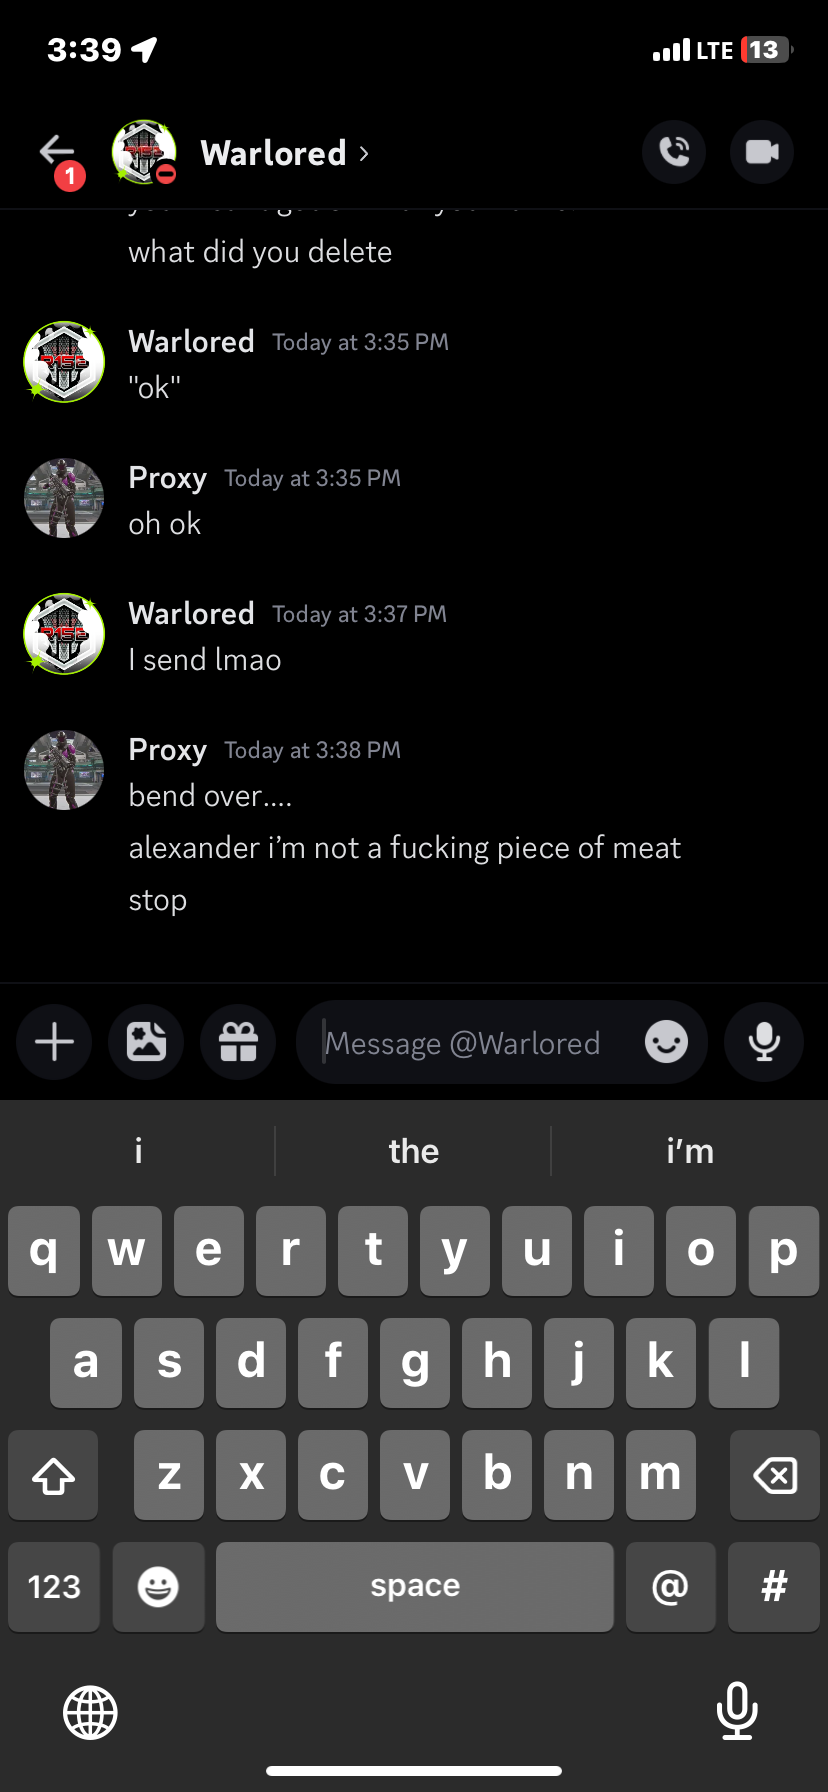 3:39
LTE 13
1
Warlored
what did you delete
Warlored Today at 3:35 PM
"ok"
Proxy Today at 3:35 PM
oh ok
Warlored Today at 3:37 PM
I send lmao
Proxy Today at 3:38 PM
bend over....
alexander i’m not a fucking piece of meat
stop
Message @Warlored
i the i’m
q w e r t y u i o p
a s d f g h j k l
z x c v b n m
123 space @ #